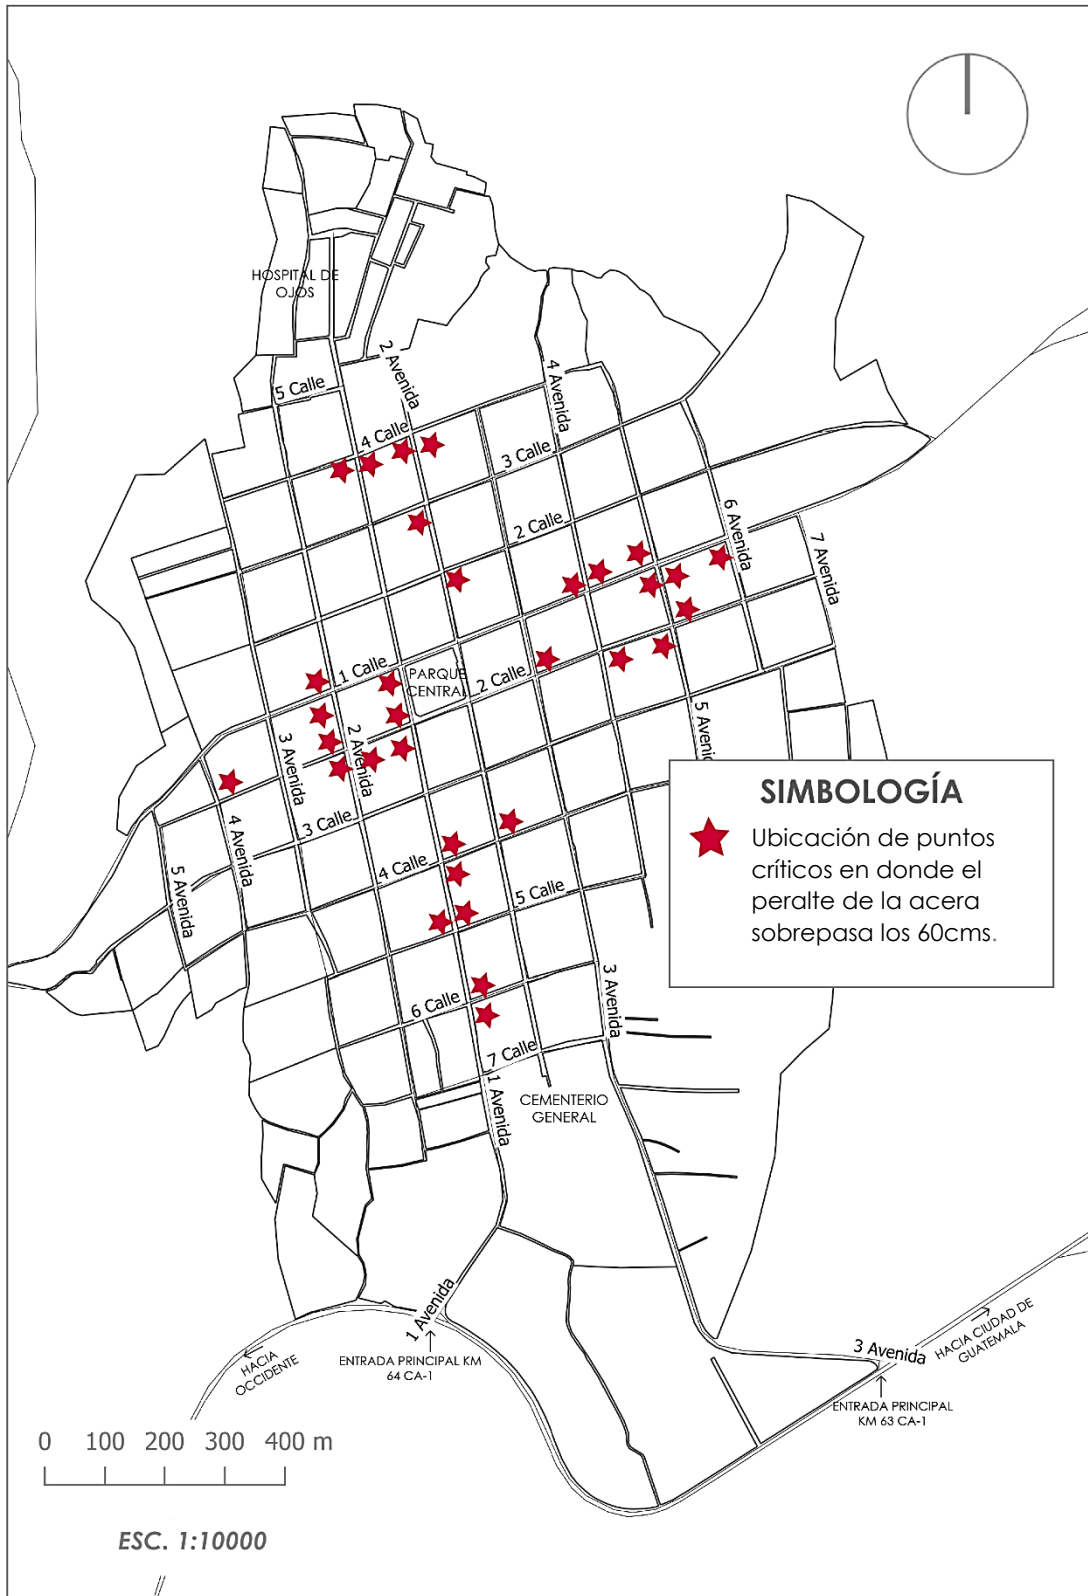 HOSPITAL DE
OJOS
2 Avenida
5 Calle
4 Avenida
4 Calle
3 Calle
2 Calle
6 Avenida
7 Avenida
1 Calle
PARQUE
CENTRAL
2 Calle
3 Avenida
2 Avenida
5 Avenida
3 Calle
4 Avenida
4 Calle
5 Avenida
5 Calle
SIMBOLOGÍA
Ubicación de puntos
críticos en donde el
peralte de la acera
sobrepasa los 60cms.
3 Avenida
6 Calle
7 Calle
1 Avenida
CEMENTERIO
GENERAL
1 Avenida
HACIA
OCCIDENTE
ENTRADA PRINCIPAL KM
64 CA-1
3 Avenida
HACIA CIUDAD DE
GUATEMALA
ENTRADA PRINCIPAL
KM 63 CA-1
0 100 200 300 400 m
ESC. 1:10000